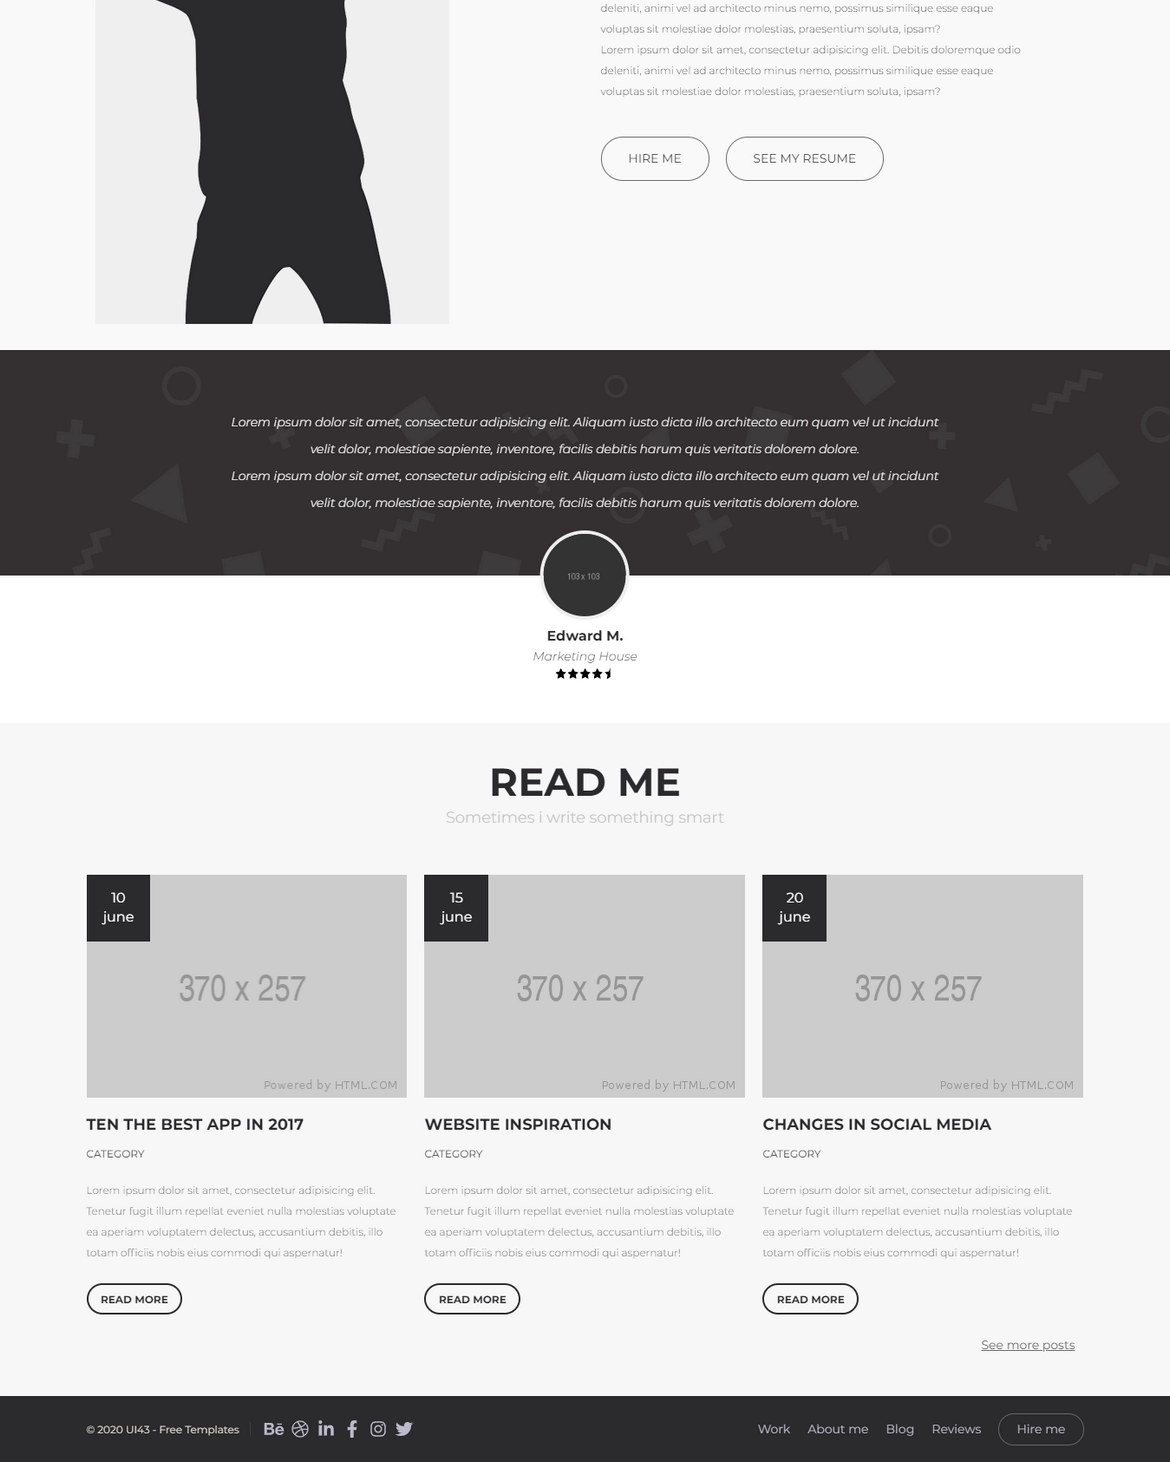 deleniti, animi vel ad architecto minus nemo, possimus similique esse eaque
voluptas sit molestiae dolor molestias, praesentium soluta, ipsam?
Lorem ipsum dolor sit amet, consectetur adipisicing elit. Debitis doloremque odio
deleniti, animi vel ad architecto minus nemo, possimus similique esse eaque
voluptas sit molestiae dolor molestias, praesentium soluta, ipsam?
HIRE ME
SEE MY RESUME
Lorem ipsum dolor sit amet, consectetur adipisicing elit. Aliquam iusto dicta illo architecto eum quam vel ut incidunt
velit dolor, molestiae sapiente, inventore, facilis debitis harum quis veritatis dolorem dolore.
Lorem ipsum dolor sit amet, consectetur adipisicing elit. Aliquam iusto dicta illo architecto eum quam vel ut incidunt
velit dolor, molestiae sapiente, inventore, facilis debitis harum quis veritatis dolorem dolore.
103 x 103
Edward M.
Marketing House
READ ME
Sometimes i write something smart
10
june
370 x 257
Powered by HTML.COM
TEN THE BEST APP IN 2017
CATEGORY
Lorem ipsum dolor sit amet, consectetur adipisicing elit.
Tenetur fugit illum repellat eveniet nulla molestias voluptate
ea aperiam voluptatem delectus, accusantium debitis, illo
totam officiis nobis eius commodi qui aspernatur!
READ MORE
15
june
370 x 257
Powered by HTML.COM
WEBSITE INSPIRATION
CATEGORY
Lorem ipsum dolor sit amet, consectetur adipisicing elit.
Tenetur fugit illum repellat eveniet nulla molestias voluptate
ea aperiam voluptatem delectus, accusantium debitis, illo
totam officiis nobis eius commodi qui aspernatur!
READ MORE
20
june
370 x 257
Powered by HTML.COM
CHANGES IN SOCIAL MEDIA
CATEGORY
Lorem ipsum dolor sit amet, consectetur adipisicing elit.
Tenetur fugit illum repellat eveniet nulla molestias voluptate
ea aperiam voluptatem delectus, accusantium debitis, illo
totam officiis nobis eius commodi qui aspernatur!
READ MORE
See more posts
© 2020 UI43 - Free Templates
Work
About me
Blog
Reviews
Hire me